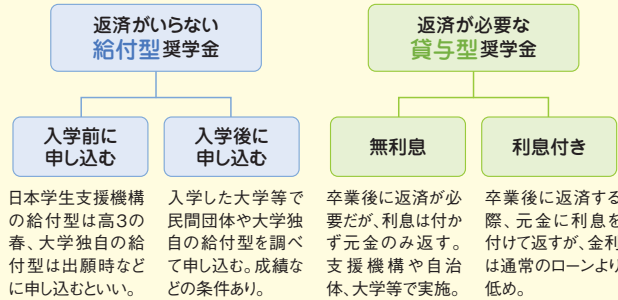 返済がいらない
給付型奨学金
入学前に
申し込む
日本学生支援機構
の給付型は高3の
春、大学独自の給
付型は出願時など
に申し込むといい。
入学後に
申し込む
入学した大学等で
民間団体や大学独
自の給付型を調べ
て申し込む。成績な
どの条件あり。
返済が必要な
貸与型奨学金
無利息
卒業後に返済が必
要だが、利息は付か
ず元金のみ返す。
支援機構や自治
体、大学等で実施。
利息付き
卒業後に返済する
際、元金に利息を
付けて返すが、金利
は通常のローンより
低め。